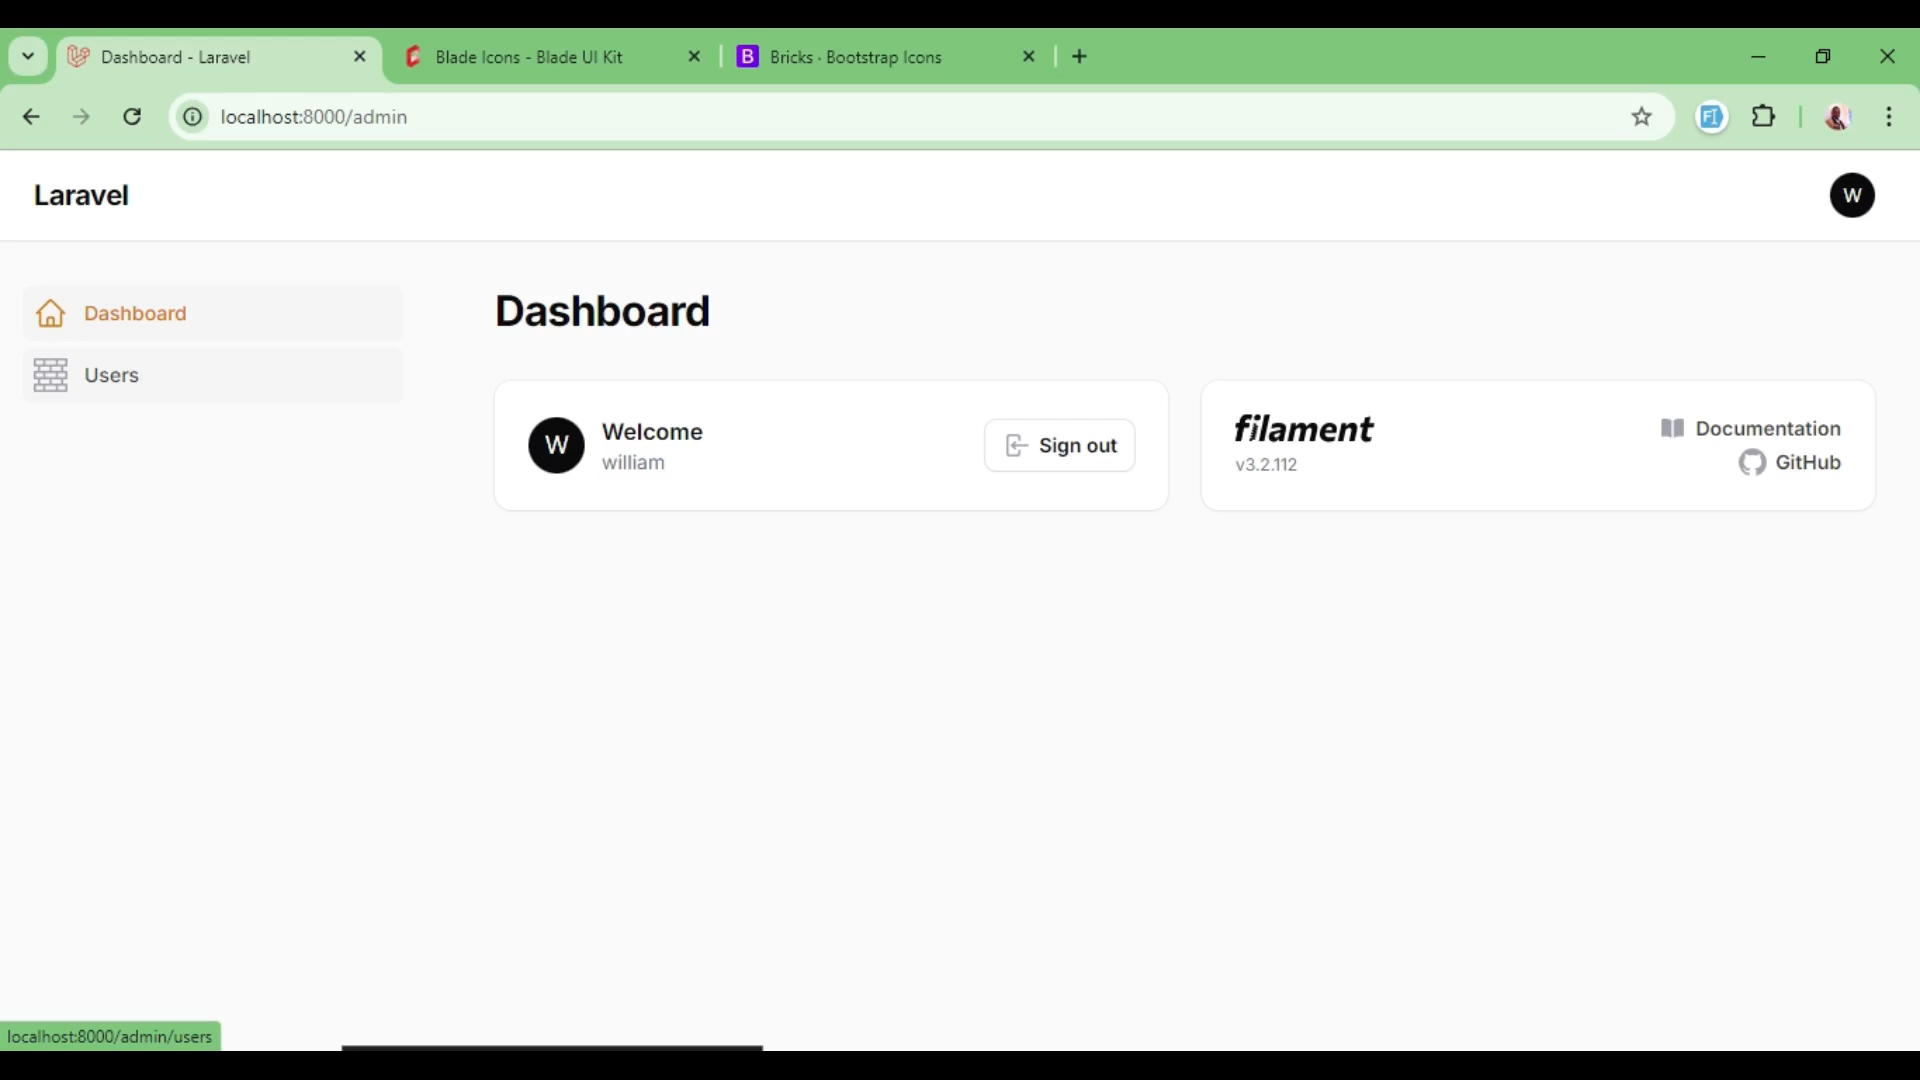 Dashboard - Laravel
Blade Icons - Blade UI Kit
B
Bricks · Bootstrap Icons
localhost:8000/admin
FI
Laravel
W
Dashboard
Users
Dashboard
W
Welcome
william
Sign out
filament
v3.2.112
Documentation
GitHub
localhost:8000/admin/users